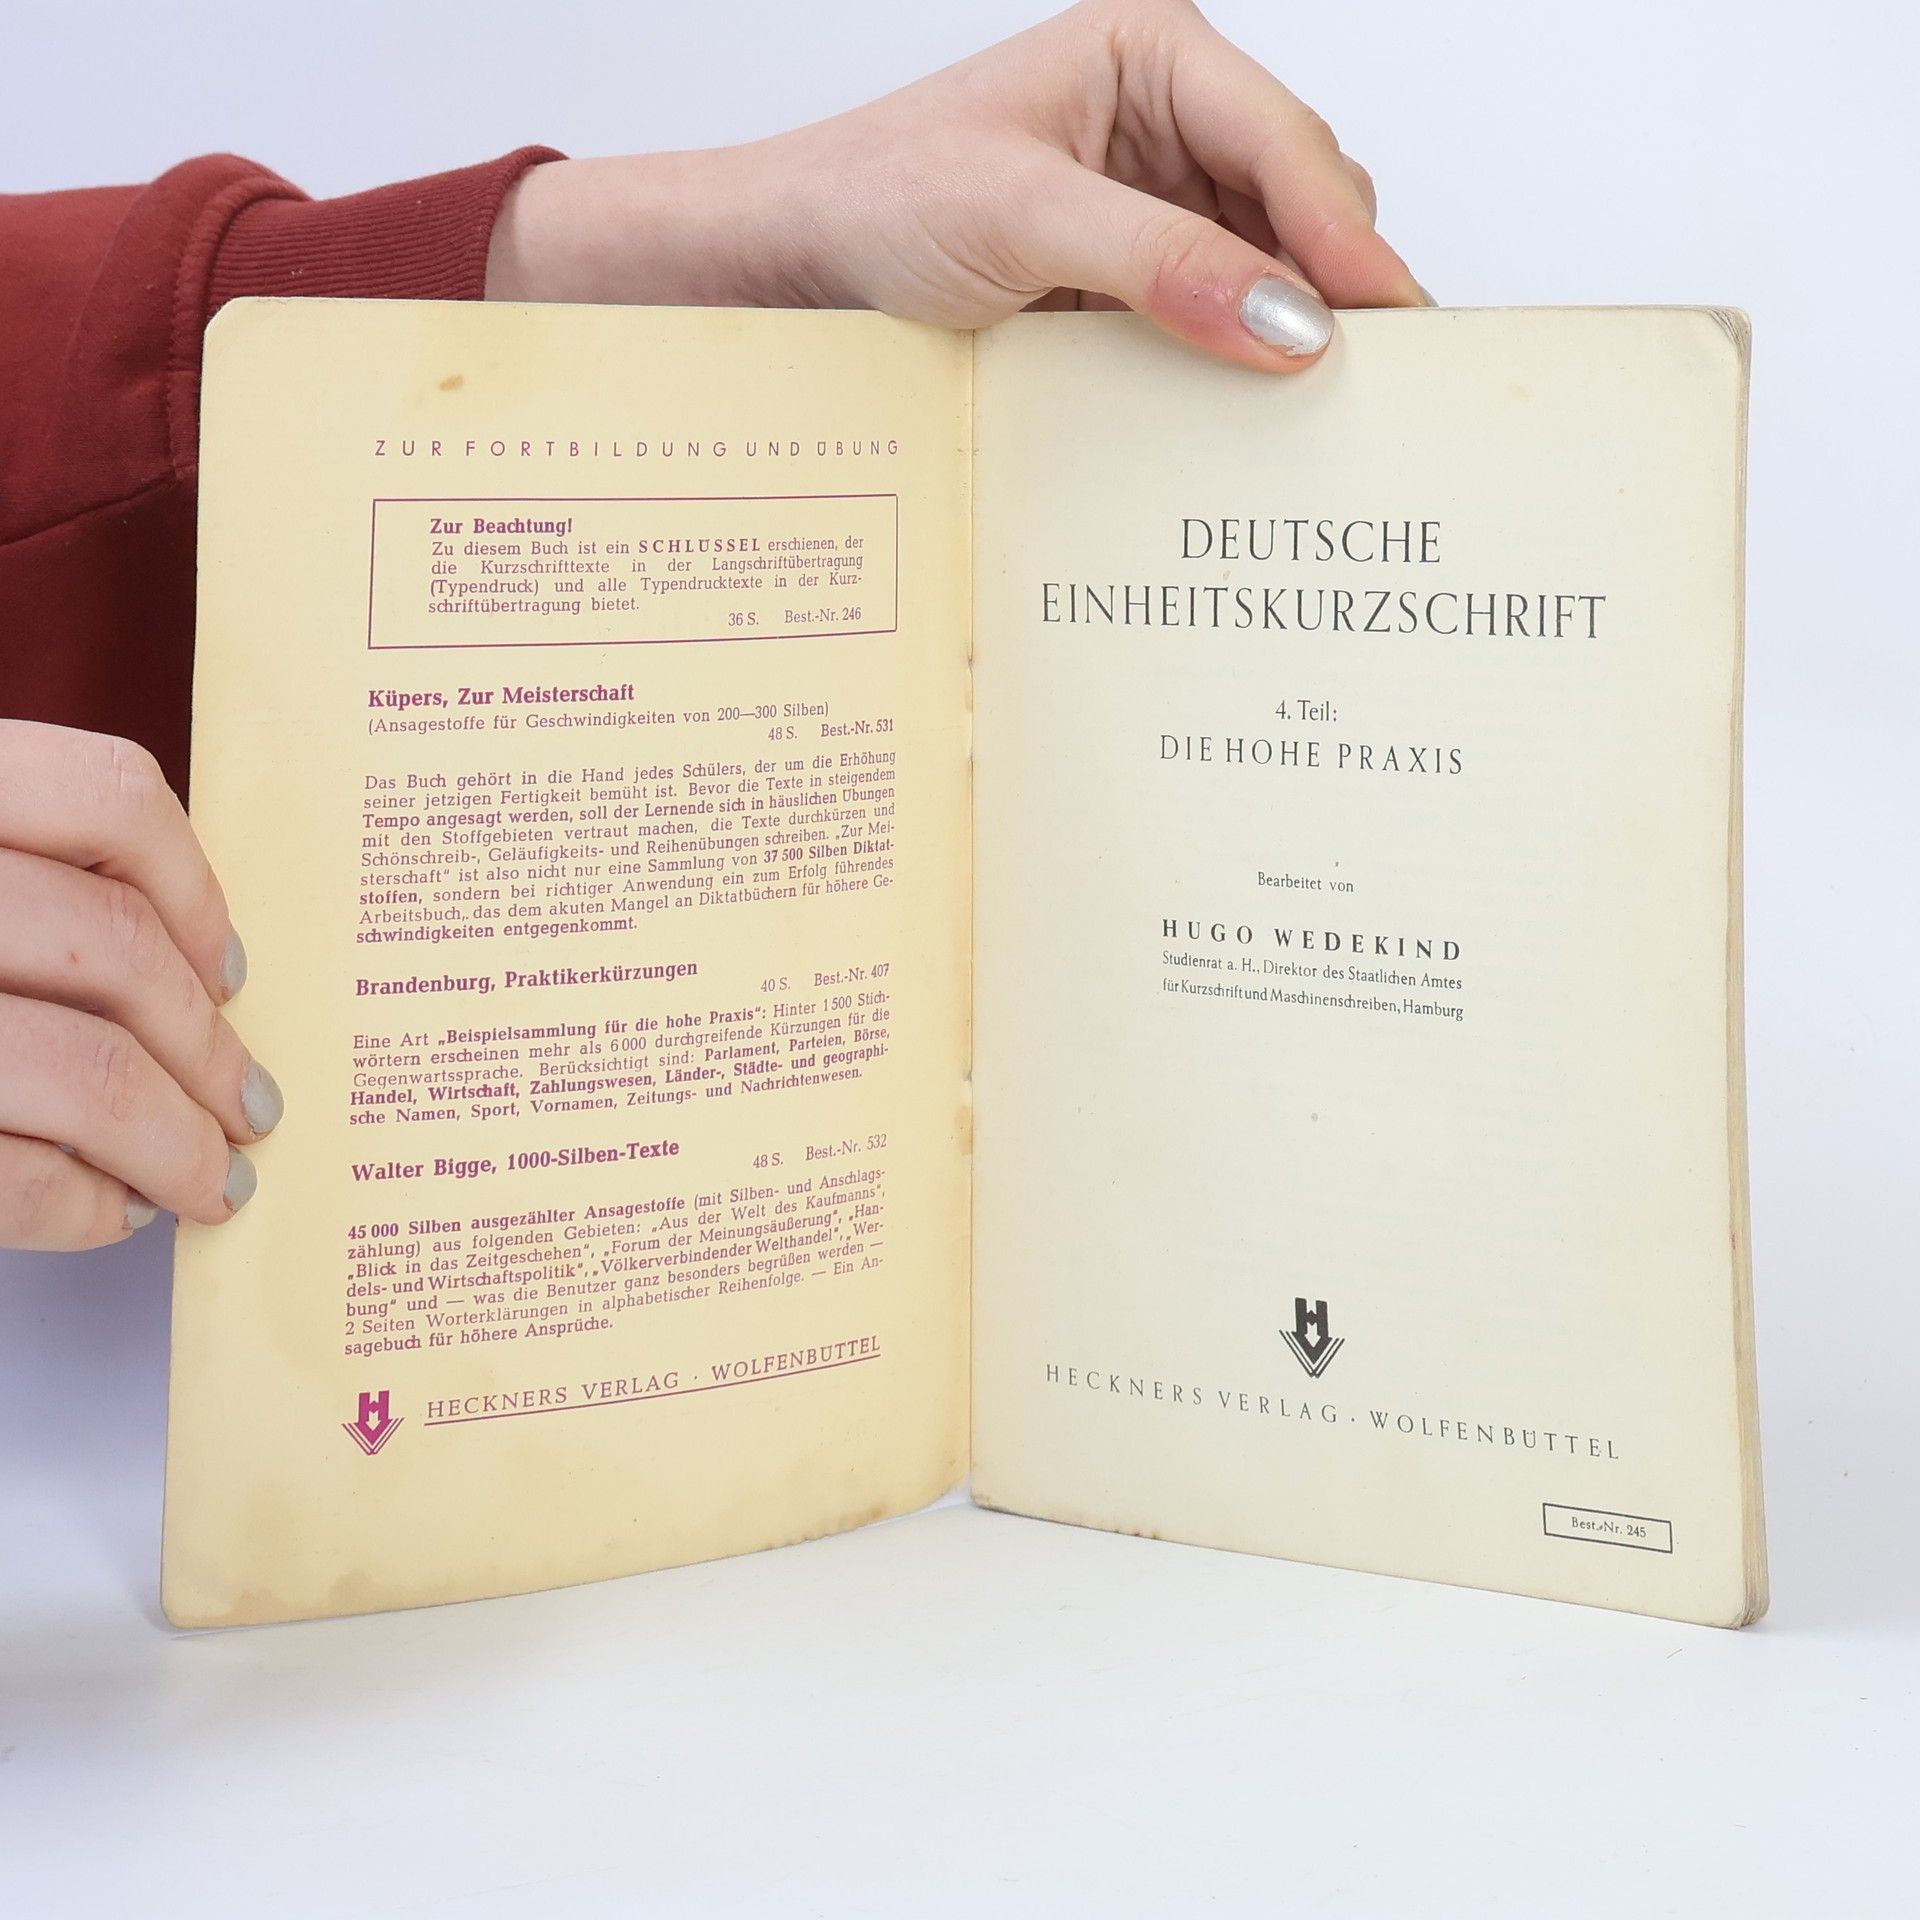 ZUR FORTBILDUNG UND ÜBUNG
Zur Beachtung!
Zu diesem Buch ist ein SCHLÜSSEL erschienen, der
die Kurzschrifttexte in der Langschriftübertragung
(Typendruck) und alle Typendrucktexte in der Kurz-
schriftübertragung bietet.
36 S. Best.-Nr. 246
Küpers, Zur Meisterschaft
(Ansagestoffe für Geschwindigkeiten von 200—300 Silben)
48 S. Best.-Nr. 531
Das Buch gehört in die Hand jedes Schülers, der um die Erhöhung
seiner jetzigen Fertigkeit bemüht ist. Bevor die Texte in steigendem
Tempo angesagt werden, soll der Lernende sich in häuslichen Übungen
mit den Stoffgebieten vertraut machen, die Texte durchkürzen und
Schönschreib-, Geläufigkeits- und Reihenübungen schreiben. „Zur Mei-
sterschaft“ ist also nicht nur eine Sammlung von 37 500 Silben Diktat-
stoffen, sondern bei richtiger Anwendung ein zum Erfolg führendes
Arbeitsbuch, das dem akuten Mangel an Diktatbüchern für höhere Ge-
schwindigkeiten entgegenkommt.
Brandenburg, Praktikerkürzungen
40 S. Best.-Nr. 407
Eine Art „Beispielsammlung für die hohe Praxis“: Hinter 1 500 Stich-
wörtern erscheinen mehr als 6 000 durchgreifende Kürzungen für die
Gegenwartssprache. Berücksichtigt sind: Parlament, Parteien, Börse,
Handel, Wirtschaft, Zahlungswesen, Länder-, Städte- und geographi-
sche Namen, Sport, Vornamen, Zeitungs- und Nachrichtenwesen.
Walter Bigge, 1000-Silben-Texte
48 S. Best.-Nr. 532
45 000 Silben ausgezählter Ansagestoffe (mit Silben- und Anschlags-
zählung) aus folgenden Gebieten: „Aus der Welt des Kaufmanns“,
„Blick in das Zeitgeschehen“, „Forum der Meinungsäußerung“, „Han-
dels- und Wirtschaftspolitik“, „Völkerverbindender Welthandel“, „Wer-
bung“ und — was die Benutzer ganz besonders begrüßen werden —
2 Seiten Worterklärungen in alphabetischer Reihenfolge. — Ein An-
sagebuch für höhere Ansprüche.
HECKNERS VERLAG · WOLFENBÜTTEL
DEUTSCHE
EINHEITSKURZSCHRIFT
4. Teil:
DIE HOHE PRAXIS
Bearbeitet von
HUGO WEDEKIND
Studienrat a. H., Direktor des Staatlichen Amtes
für Kurzschrift und Maschinenschreiben, Hamburg
H
HECKNERS VERLAG · WOLFENBÜTTEL
Best.-Nr. 245